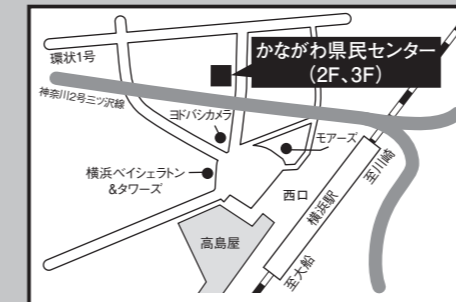 環状1号
かながわ県民センター
(2F、3F)
神奈川2号三ツ沢線
ヨドバシカメラ
モアーズ
横浜ベイシェラトン
&タワーズ
西口
横浜駅
至川崎
高島屋
至大船